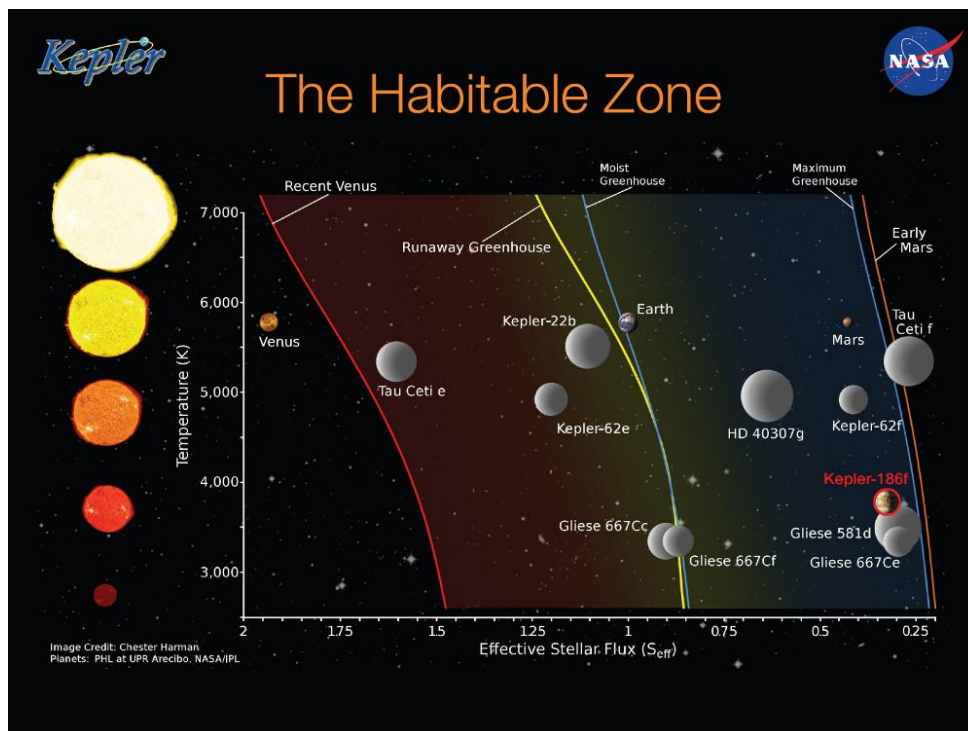 Kepler
NASA
The Habitable Zone
Recent Venus
Moist
Greenhouse
Maximum
Greenhouse
Runaway Greenhouse
Early
Mars
7,000
6,000
5,000
4,000
3,000
Temperature (K)
Venus
Tau Ceti e
Kepler-22b
Kepler-62e
Earth
Mars
Tau
Ceti f
HD 40307g
Kepler-62f
Kepler-186f
Gliese 667Cc
Gliese 667Cf
Gliese 581d
Gliese 667Ce
2
1.75
1.5
1.25
1
0.75
0.5
0.25
Effective Stellar Flux (Seff)
Image Credit: Chester Harman
Planets: PHL at UPR Arecibo, NASA/JPL